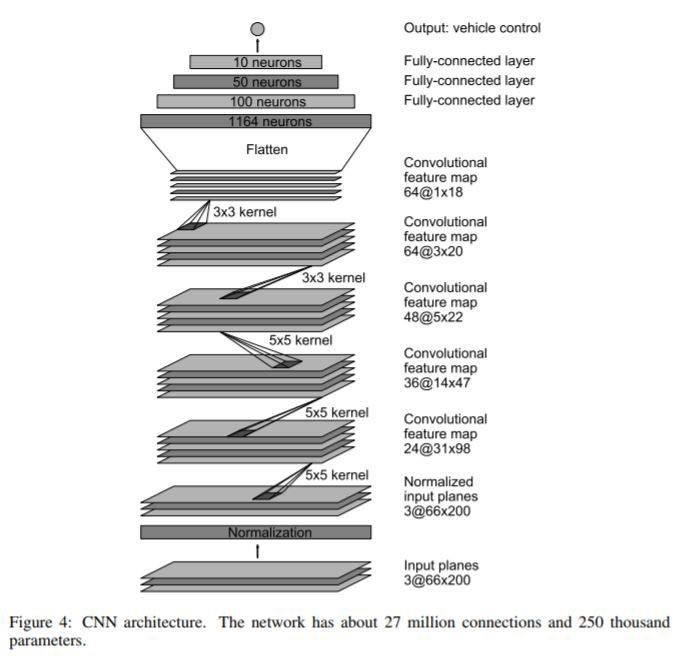 Output: vehicle control
10 neurons
Fully-connected layer
50 neurons
Fully-connected layer
100 neurons
Fully-connected layer
1164 neurons
Flatten
Convolutional
feature map
64@1x18
3x3 kernel
Convolutional
feature map
64@3x20
3x3 kernel
Convolutional
feature map
48@5x22
5x5 kernel
Convolutional
feature map
36@14x47
5x5 kernel
Convolutional
feature map
24@31x98
5x5 kernel
Normalized
input planes
3@66x200
Normalization
Input planes
3@66x200
Figure 4: CNN architecture. The network has about 27 million connections and 250 thousand
parameters.